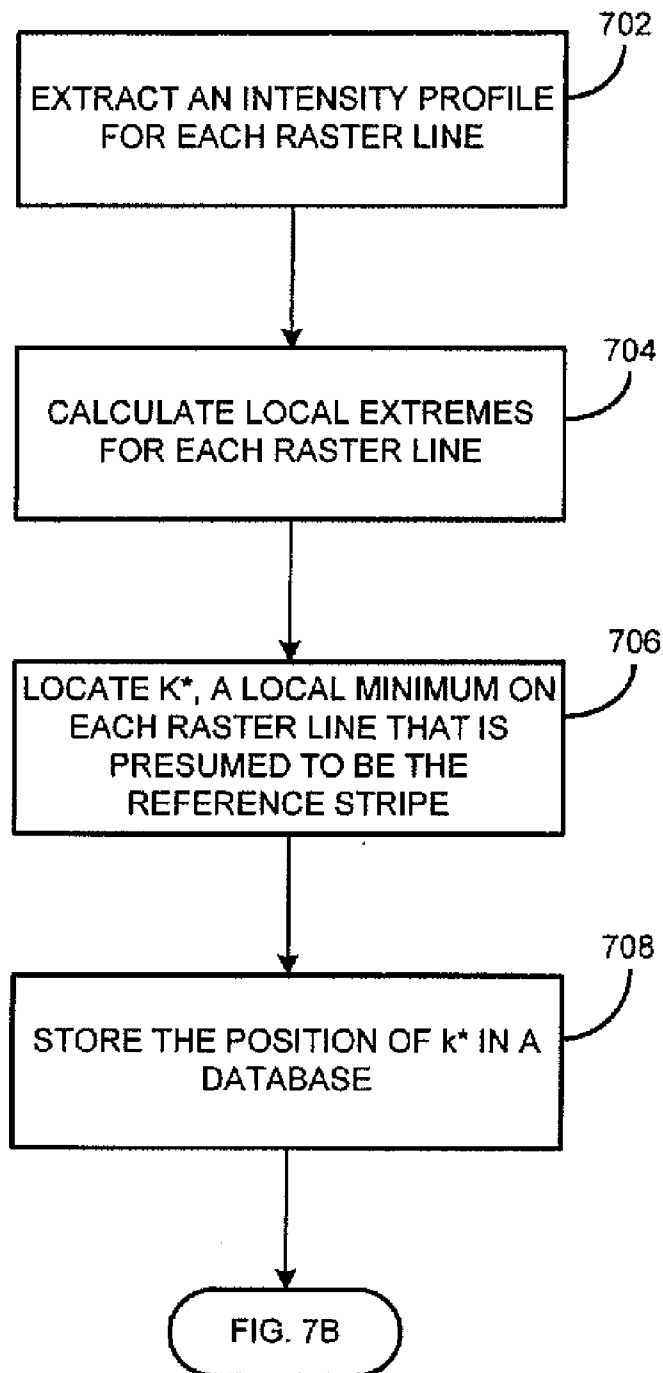 702
EXTRACT AN INTENSITY PROFILE
FOR EACH RASTER LINE
704
CALCULATE LOCAL EXTREMES
FOR EACH RASTER LINE
706
LOCATE K*, A LOCAL MINIMUM ON
EACH RASTER LINE THAT IS
PRESUMED TO BE THE
REFERENCE STRIPE
708
STORE THE POSITION OF k* IN A
DATABASE
FIG. 7B